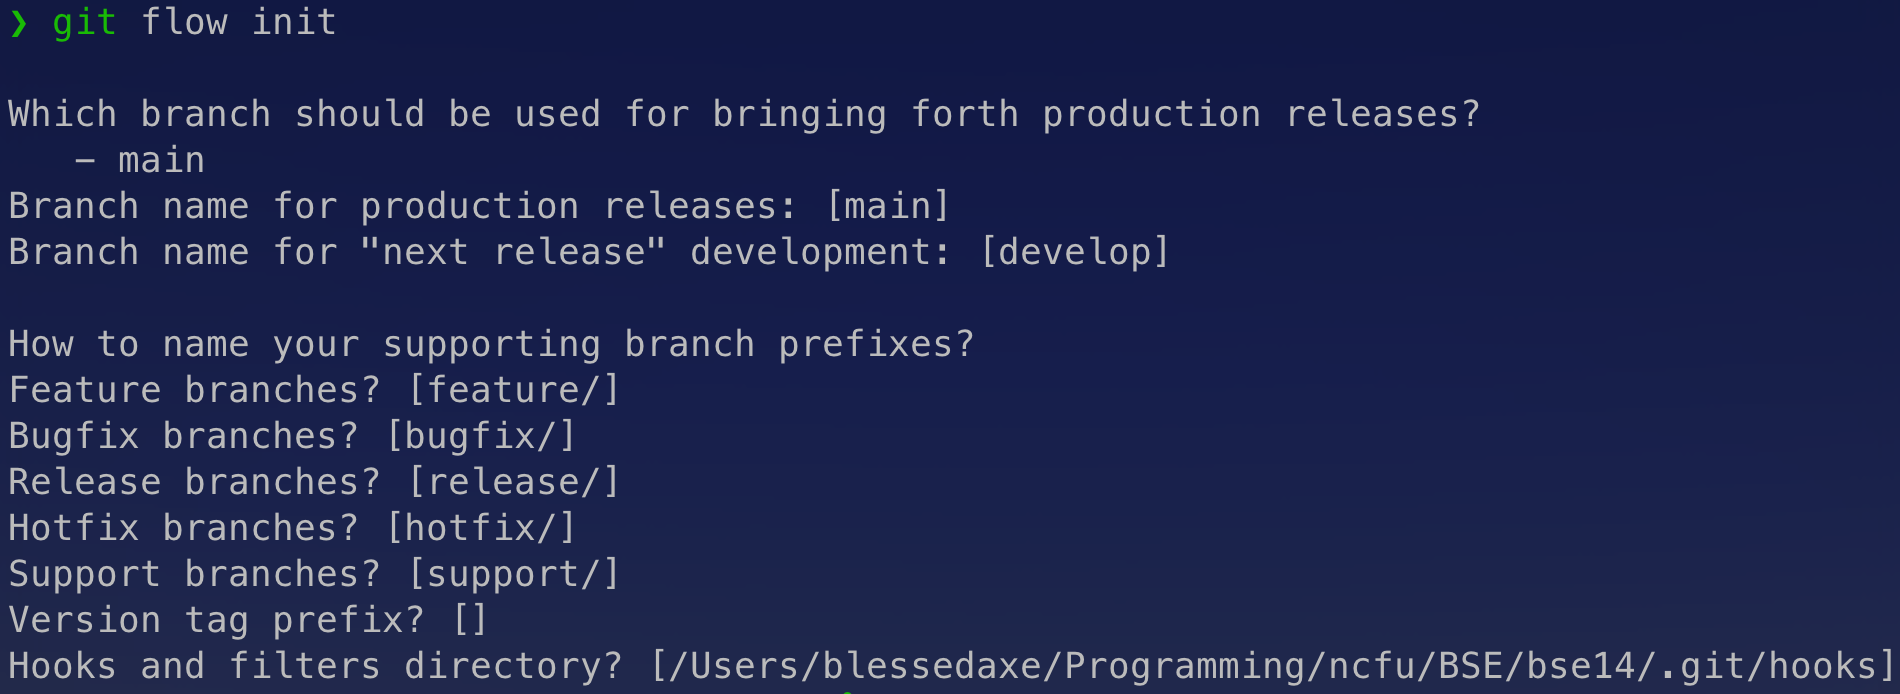 ❯ git flow init
Which branch should be used for bringing forth production releases?
   – main
Branch name for production releases: [main]
Branch name for "next release" development: [develop]
How to name your supporting branch prefixes?
Feature branches? [feature/]
Bugfix branches? [bugfix/]
Release branches? [release/]
Hotfix branches? [hotfix/]
Support branches? [support/]
Version tag prefix? []
Hooks and filters directory? [/Users/blessedaxe/Programming/ncfu/BSE/bse14/.git/hooks]